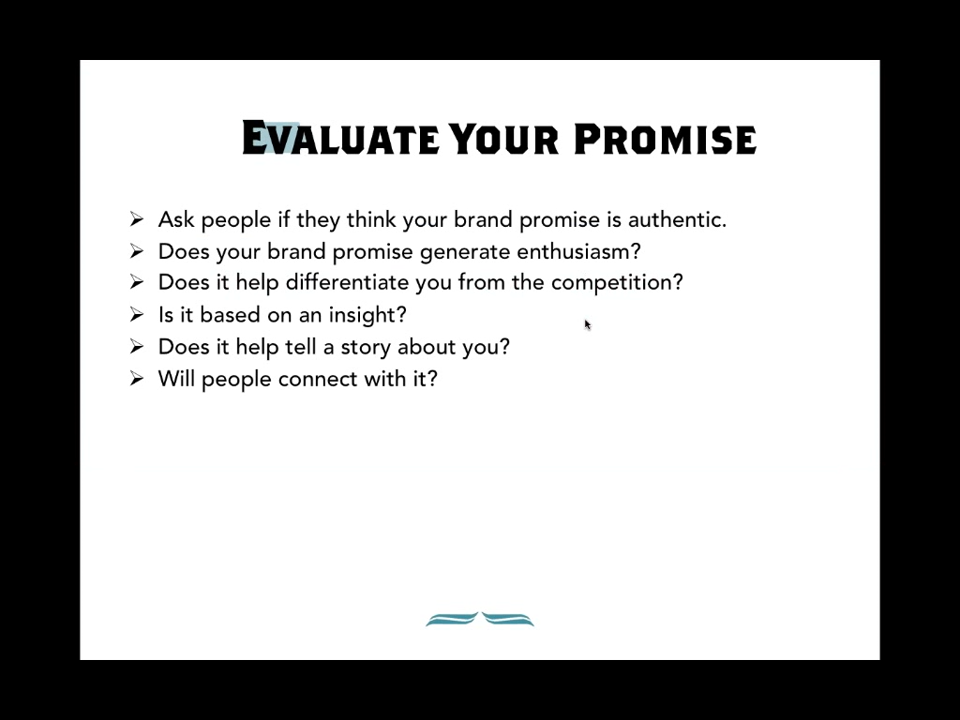 Evaluate Your Promise
Ask people if they think your brand promise is authentic.
Does your brand promise generate enthusiasm?
Does it help differentiate you from the competition?
Is it based on an insight?
Does it help tell a story about you?
Will people connect with it?